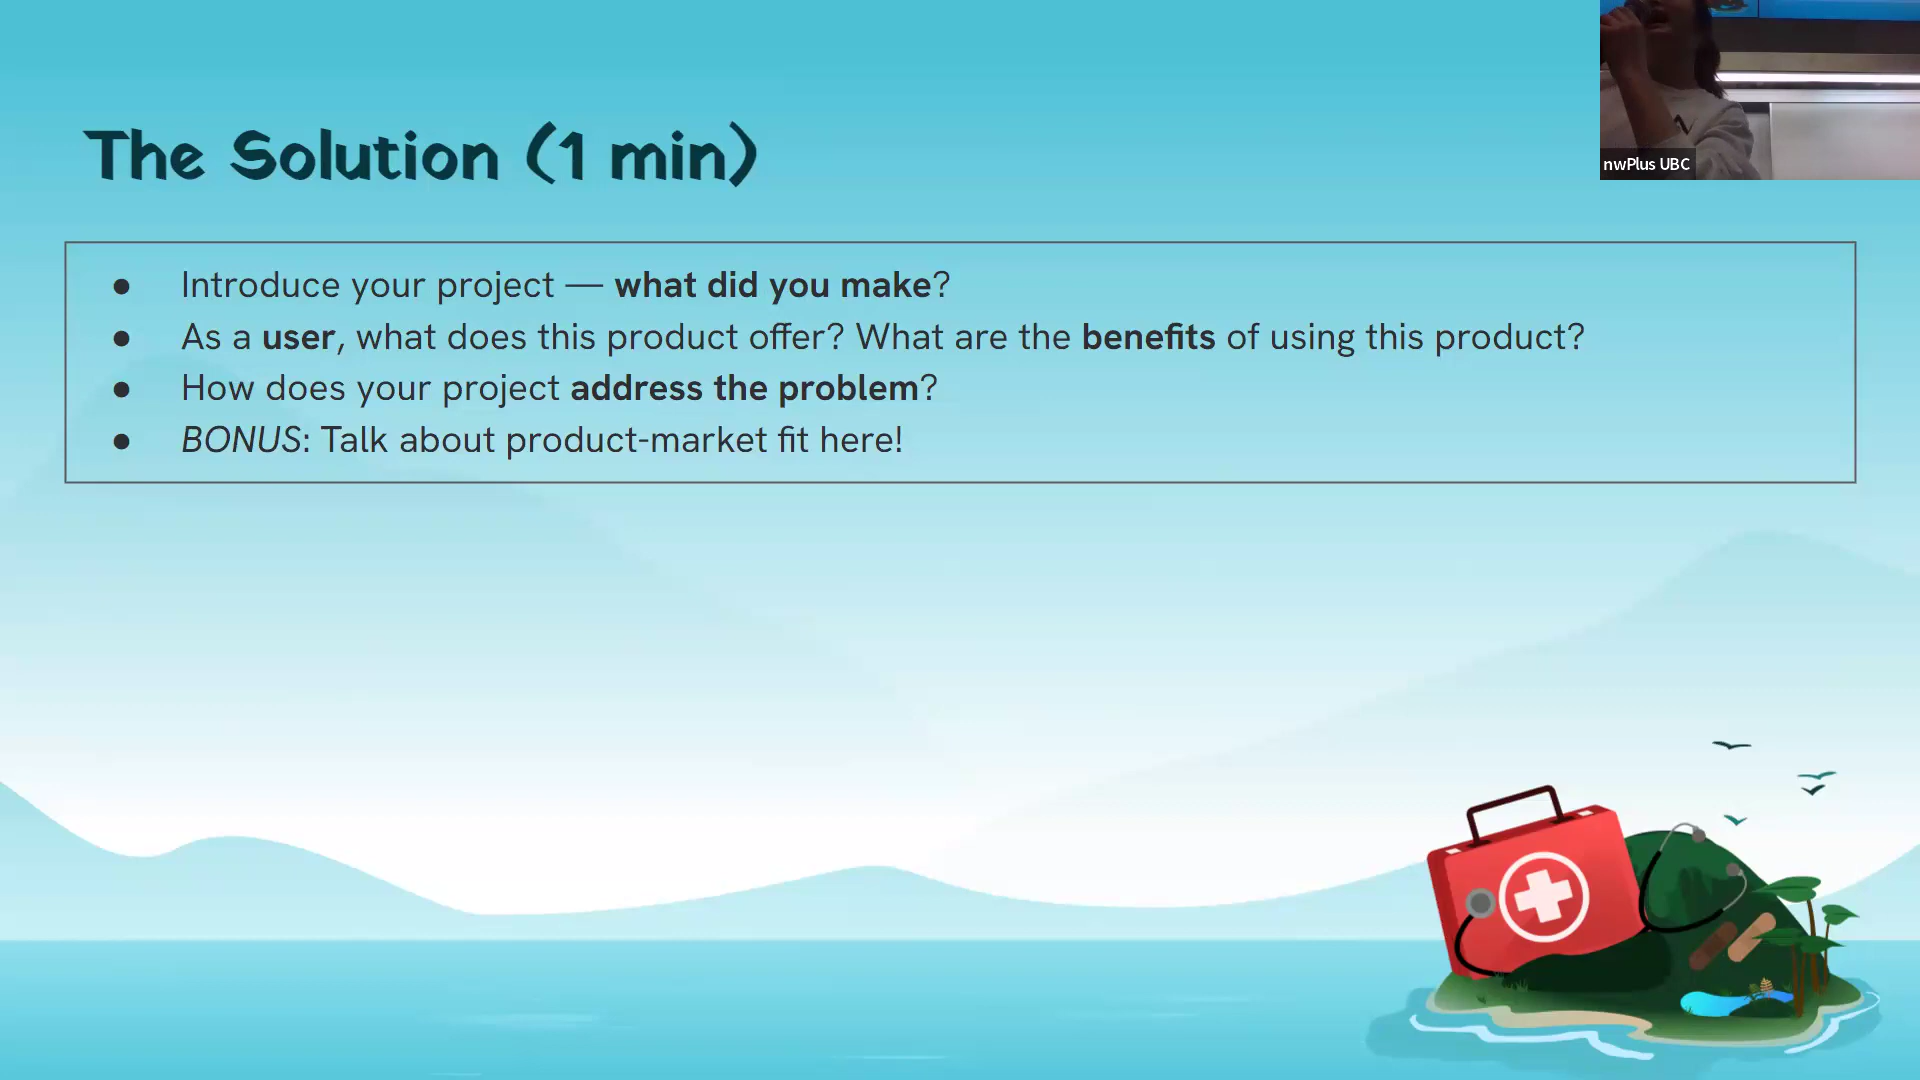 The Solution (1 min)
nwPlus UBC
● Introduce your project — what did you make?
● As a user, what does this product offer? What are the benefits of using this product?
● How does your project address the problem?
● BONUS: Talk about product-market fit here!